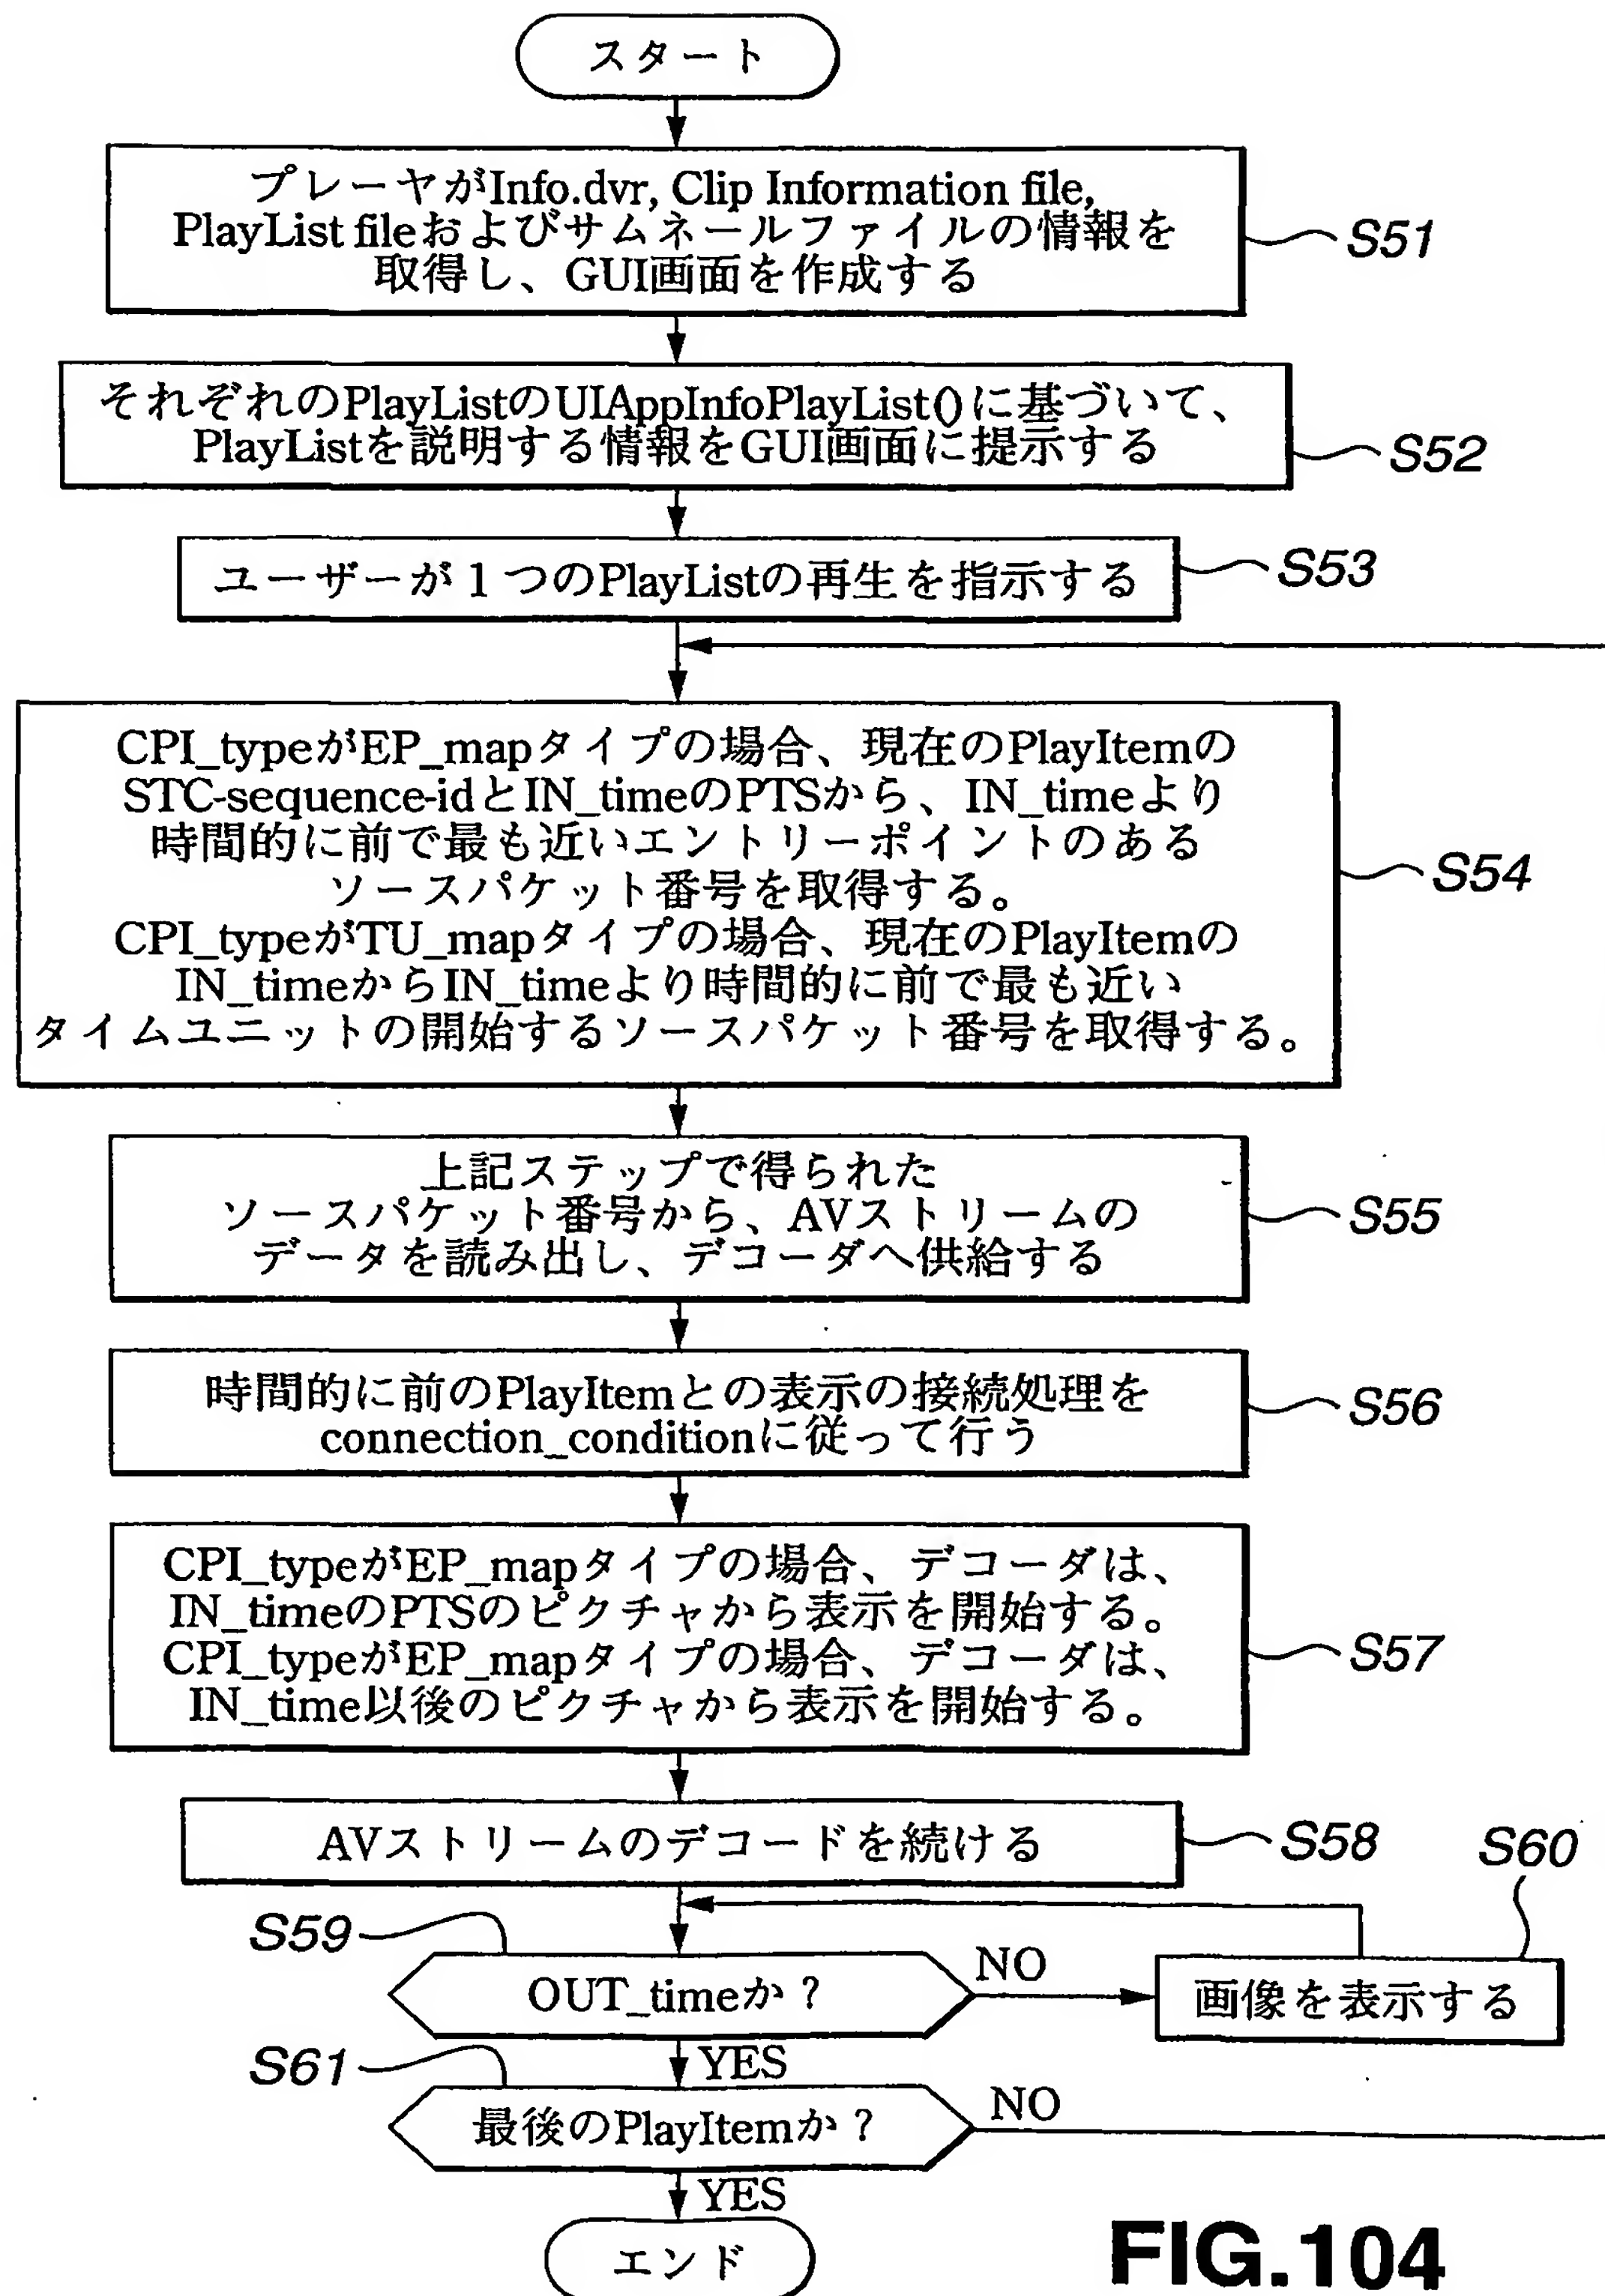 スタート
プレーヤがInfo.dvr, Clip Information file,
PlayList fileおよびサムネールファイルの情報を
取得し、GUI画面を作成する
S51
それぞれのPlayListのUIAppInfoPlayList()に基づいて、
PlayListを説明する情報をGUI画面に提示する
S52
ユーザーが1つのPlayListの再生を指示する
S53
CPI_typeがEP_mapタイプの場合、現在のPlayItemの
STC-sequence-idとIN_timeのPTSから、IN_timeより
時間的に前で最も近いエントリーポイントのある
ソースパケット番号を取得する。
CPI_typeがTU_mapタイプの場合、現在のPlayItemの
IN_timeからIN_timeより時間的に前で最も近い
タイムユニットの開始するソースパケット番号を取得する。
S54
上記ステップで得られた
ソースパケット番号から、AVストリームの
データを読み出し、デコーダへ供給する
S55
時間的に前のPlayItemとの表示の接続処理を
connection_conditionに従って行う
S56
CPI_typeがEP_mapタイプの場合、デコーダは、
IN_timeのPTSのピクチャから表示を開始する。
CPI_typeがEP_mapタイプの場合、デコーダは、
IN_time以後のピクチャから表示を開始する。
S57
AVストリームのデコードを続ける
S58
S60
S59
OUT_timeか?
NO
画像を表示する
YES
S61
最後のPlayItemか?
NO
YES
エンド
FIG.104